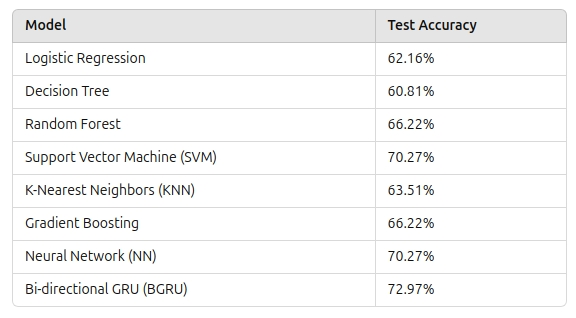 Model Test Accuracy
Logistic Regression 62.16%
Decision Tree 60.81%
Random Forest 66.22%
Support Vector Machine (SVM) 70.27%
K-Nearest Neighbors (KNN) 63.51%
Gradient Boosting 66.22%
Neural Network (NN) 70.27%
Bi-directional GRU (BGRU) 72.97%